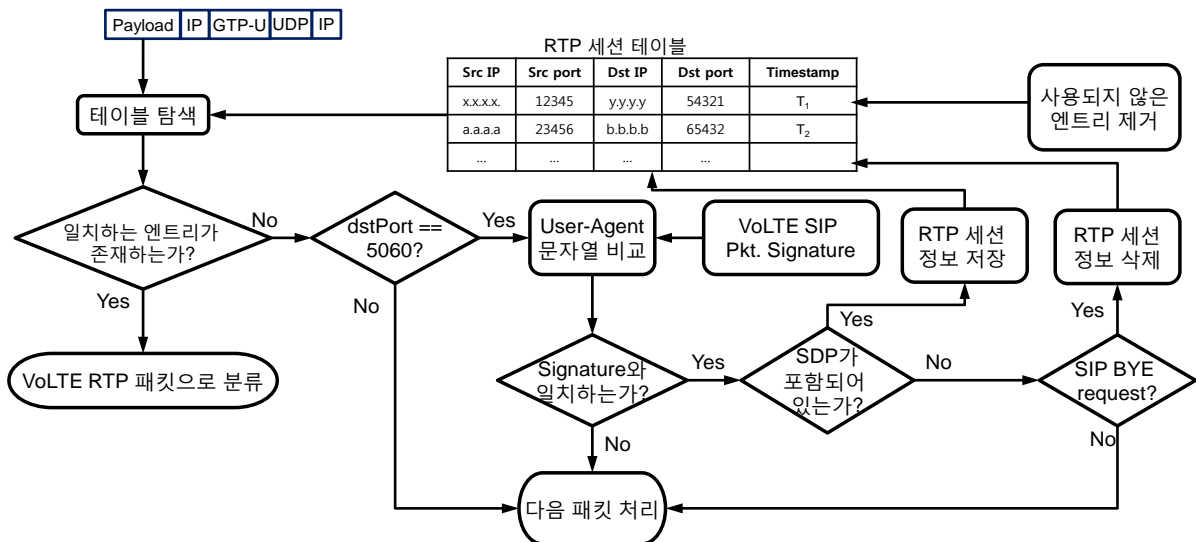 Payload IP GTP-U UDP IP
RTP 세션 테이블
Src IP Src port Dst IP Dst port Timestamp
x.x.x.x. 12345 y.y.y.y 54321 T₁
a.a.a.a 23456 b.b.b.b 65432 T₂
... ... ... ...
사용되지 않은
엔트리 제거
테이블 탐색
일치하는 엔트리가
존재하는가?
No
Yes
dstPort ==
5060?
Yes
No
User-Agent
문자열 비교
VoLTE SIP
Pkt. Signature
RTP 세션
정보 저장
RTP 세션
정보 삭제
VoLTE RTP 패킷으로 분류
Signature와
일치하는가?
Yes
No
SDP가
포함되어
있는가?
Yes
No
SIP BYE
request?
Yes
No
다음 패킷 처리